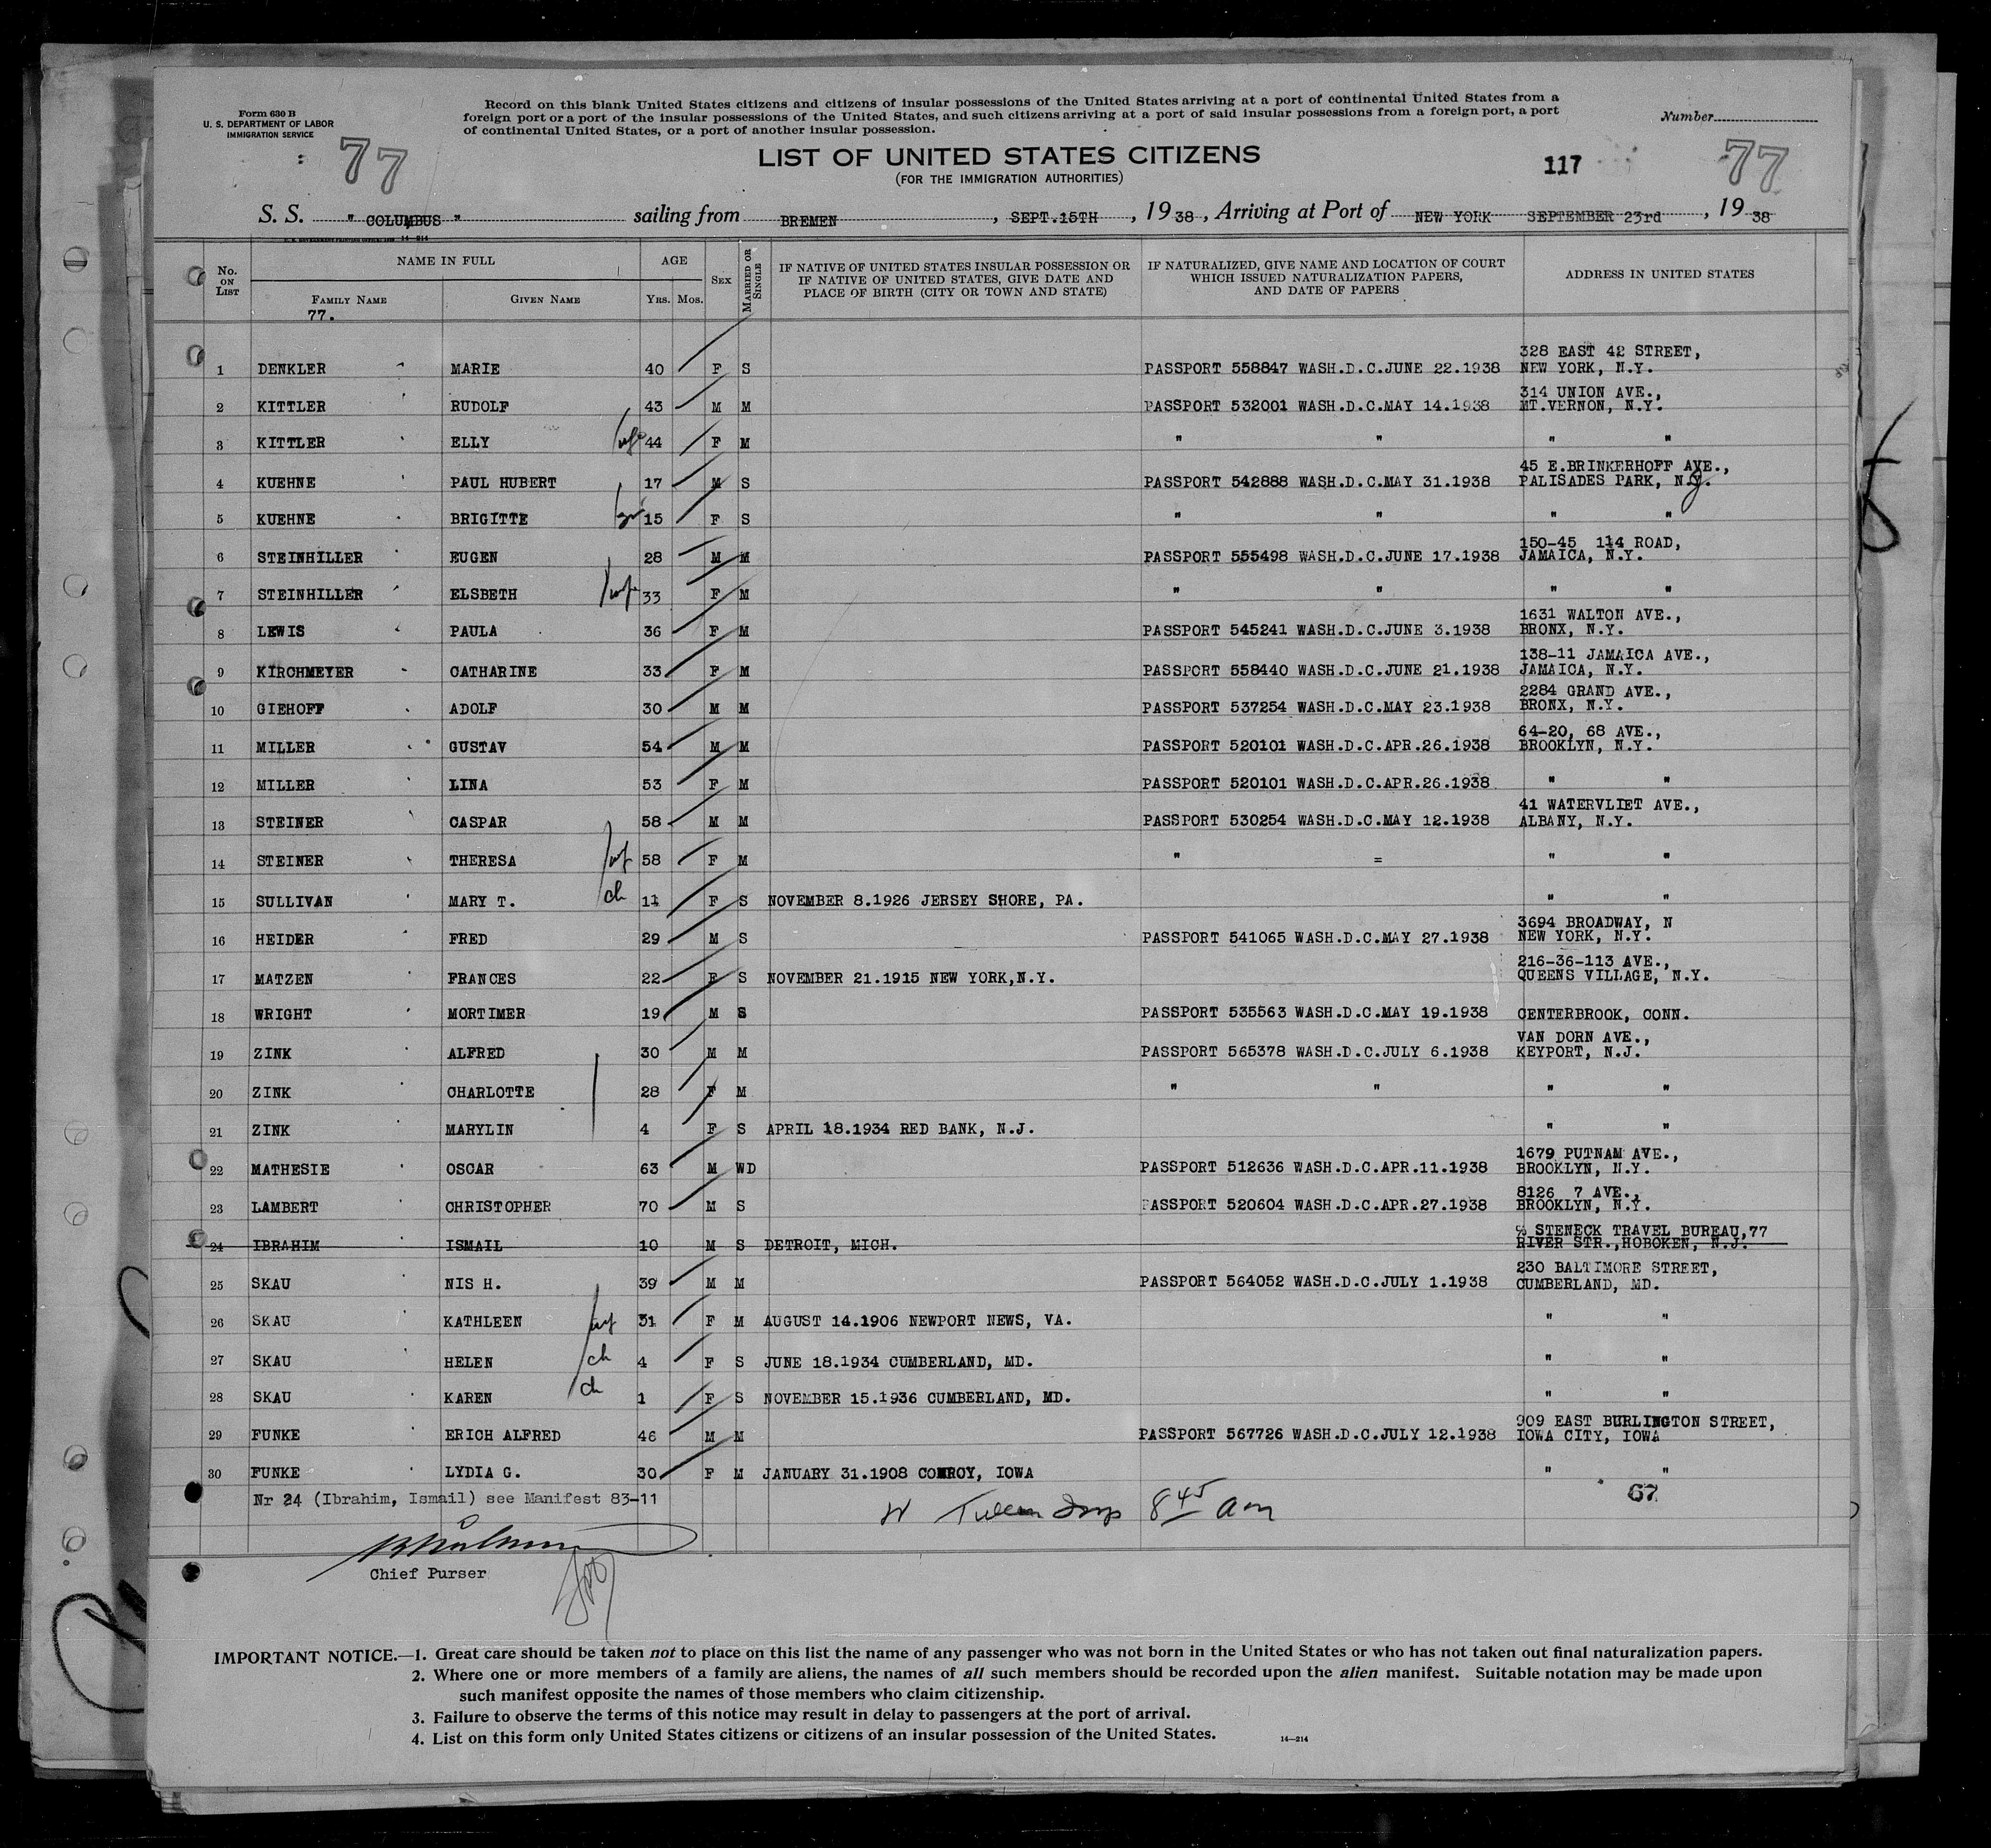 Form 630 B
U. S. DEPARTMENT OF LABOR
IMMIGRATION SERVICE
Record on this blank United States citizens and citizens of insular possessions of the United States arriving at a port of continental United States from a
foreign port or a port of the insular possessions of the United States, and such citizens arriving at a port of said insular possessions from a foreign port, a port
of continental United States, or a port of another insular possession.
Number
77
LIST OF UNITED STATES CITIZENS
(FOR THE IMMIGRATION AUTHORITIES)
117
77
S. S. " COLUMBUS " sailing from BREMEN , SEPT.15TH , 19 38 , Arriving at Port of NEW YORK SEPTEMBER 23rd , 19 38
14-214
No. ON LIST
NAME IN FULL
FAMILY NAME
77.
GIVEN NAME
AGE
YRS. MOS.
SEX
MARRIED OR SINGLE
IF NATIVE OF UNITED STATES INSULAR POSSESSION OR
IF NATIVE OF UNITED STATES, GIVE DATE AND
PLACE OF BIRTH (CITY OR TOWN AND STATE)
IF NATURALIZED, GIVE NAME AND LOCATION OF COURT
WHICH ISSUED NATURALIZATION PAPERS,
AND DATE OF PAPERS
ADDRESS IN UNITED STATES
1 DENKLER MARIE 40 F S PASSPORT 558847 WASH.D.C.JUNE 22.1938 328 EAST 42 STREET, NEW YORK, N.Y.
2 KITTLER RUDOLF 43 M M PASSPORT 532001 WASH.D.C.MAY 14.1938 314 UNION AVE., MT.VERNON, N.Y.
3 KITTLER ELLY wf 44 F M " " " "
4 KUEHNE PAUL HUBERT 17 M S PASSPORT 542888 WASH.D.C.MAY 31.1938 45 E.BRINKERHOFF AVE., PALISADES PARK, N.J.
5 KUEHNE BRIGITTE 15 F S " " " "
6 STEINHILLER EUGEN 28 M M PASSPORT 555498 WASH.D.C.JUNE 17.1938 150-45 114 ROAD, JAMAICA, N.Y.
7 STEINHILLER ELSBETH wf 33 F M " " " "
8 LEWIS PAULA 36 F M PASSPORT 545241 WASH.D.C.JUNE 3.1938 1631 WALTON AVE., BRONX, N.Y.
9 KIRCHMEYER CATHARINE 33 F M PASSPORT 558440 WASH.D.C.JUNE 21.1938 138-11 JAMAICA AVE., JAMAICA, N.Y.
10 GIEHOFF ADOLF 30 M M PASSPORT 537254 WASH.D.C.MAY 23.1938 2284 GRAND AVE., BRONX, N.Y.
11 MILLER GUSTAV 54 M M PASSPORT 520101 WASH.D.C.APR.26.1938 64-20, 68 AVE., BROOKLYN, N.Y.
12 MILLER LINA 53 F M PASSPORT 520101 WASH.D.C.APR.26.1938 " "
13 STEINER CASPAR 58 M M PASSPORT 530254 WASH.D.C.MAY 12.1938 41 WATERVLIET AVE., ALBANY, N.Y.
14 STEINER THERESA wf 58 F M " = " "
15 SULLIVAN MARY T. ch 11 F S NOVEMBER 8.1926 JERSEY SHORE, PA. " "
16 HEIDER FRED 29 M S PASSPORT 541065 WASH.D.C.MAY 27.1938 3694 BROADWAY, N NEW YORK, N.Y.
17 MATZEN FRANCES 22 F S NOVEMBER 21.1915 NEW YORK,N.Y. 216-36-113 AVE., QUEENS VILLAGE, N.Y.
18 WRIGHT MORTIMER 19 M S PASSPORT 535563 WASH.D.C.MAY 19.1938 CENTERBROOK, CONN.
19 ZINK ALFRED 30 M M PASSPORT 565378 WASH.D.C.JULY 6.1938 VAN DORN AVE., KEYPORT, N.J.
20 ZINK CHARLOTTE 28 F M " " " "
21 ZINK MARYLIN 4 F S APRIL 18.1934 RED BANK, N.J. " "
22 MATHESIE OSCAR 63 M WD PASSPORT 512636 WASH.D.C.APR.11.1938 1679 PUTNAM AVE., BROOKLYN, N.Y.
23 LAMBERT CHRISTOPHER 70 M S PASSPORT 520604 WASH.D.C.APR.27.1938 8126 7 AVE., BROOKLYN, N.Y.
24 IBRAHIM ISMAIL 10 M S DETROIT, MICH. c/o STENECK TRAVEL BUREAU,77 RIVER STR.,HOBOKEN, N.J.
25 SKAU NIS H. 39 M M PASSPORT 564052 WASH.D.C.JULY 1.1938 230 BALTIMORE STREET, CUMBERLAND, MD.
26 SKAU KATHLEEN wf 31 F M AUGUST 14.1906 NEWPORT NEWS, VA. " "
27 SKAU HELEN ch 4 F S JUNE 18.1934 CUMBERLAND, MD. " "
28 SKAU KAREN ch 1 F S NOVEMBER 15.1936 CUMBERLAND, MD. " "
29 FUNKE ERICH ALFRED 46 M M PASSPORT 567726 WASH.D.C.JULY 12.1938 909 EAST BURLINGTON STREET, IOWA CITY, IOWA
30 FUNKE LYDIA G. 30 F M JANUARY 31.1908 CONROY, IOWA " "
Nr 24 (Ibrahim, Ismail) see Manifest 83-11
8 45 am
67
Chief Purser
IMPORTANT NOTICE.—1. Great care should be taken not to place on this list the name of any passenger who was not born in the United States or who has not taken out final naturalization papers.
2. Where one or more members of a family are aliens, the names of all such members should be recorded upon the alien manifest. Suitable notation may be made upon
such manifest opposite the names of those members who claim citizenship.
3. Failure to observe the terms of this notice may result in delay to passengers at the port of arrival.
4. List on this form only United States citizens or citizens of an insular possession of the United States.
14—214